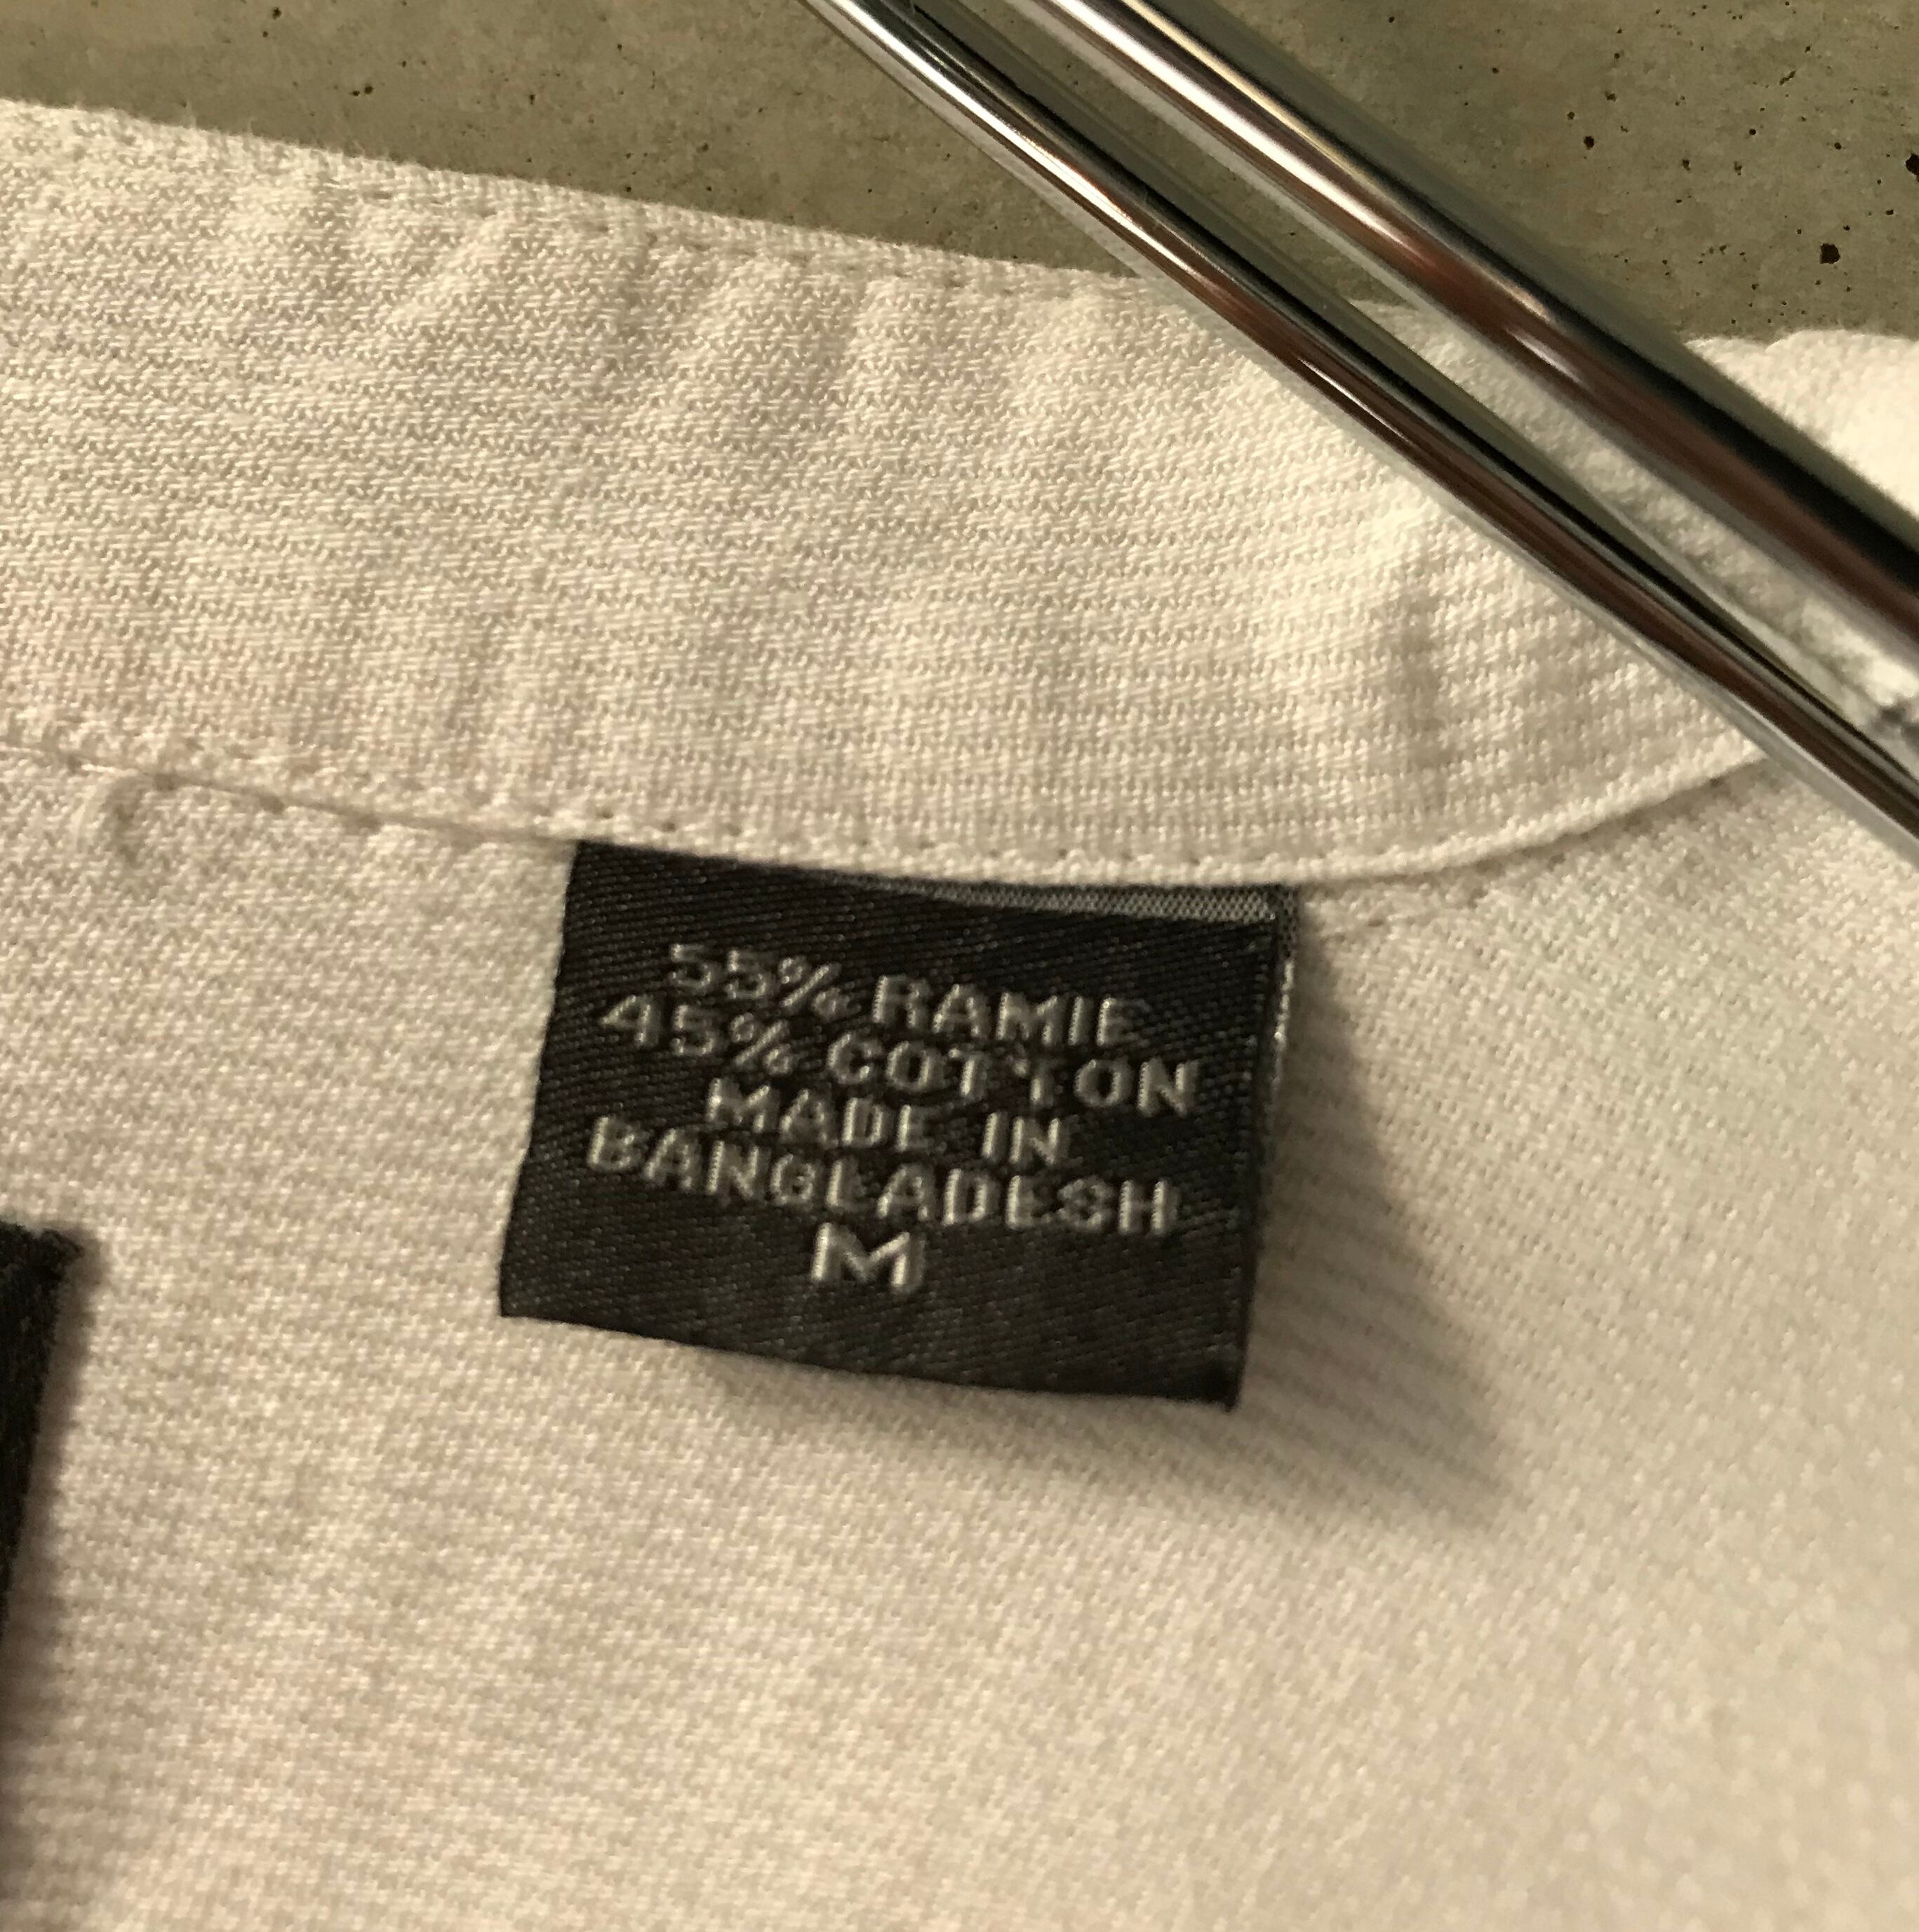 55% RAMIE
45% COTTON
MADE IN
BANGLADESH
M